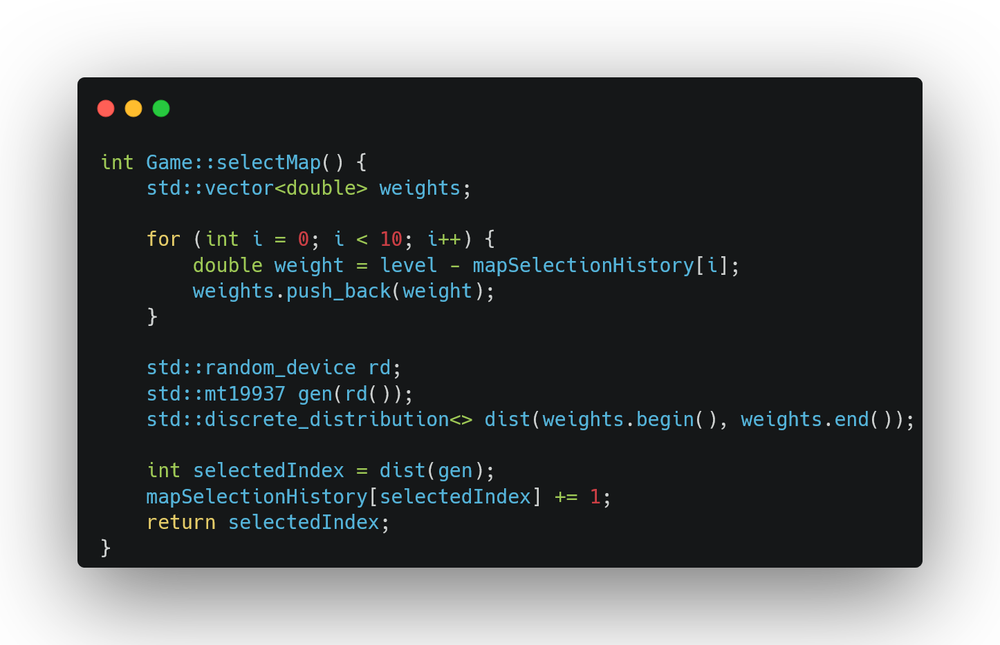 int Game::selectMap() {
    std::vector<double> weights;

    for (int i = 0; i < 10; i++) {
        double weight = level - mapSelectionHistory[i];
        weights.push_back(weight);
    }

    std::random_device rd;
    std::mt19937 gen(rd());
    std::discrete_distribution<> dist(weights.begin(), weights.end());

    int selectedIndex = dist(gen);
    mapSelectionHistory[selectedIndex] += 1;
    return selectedIndex;
}